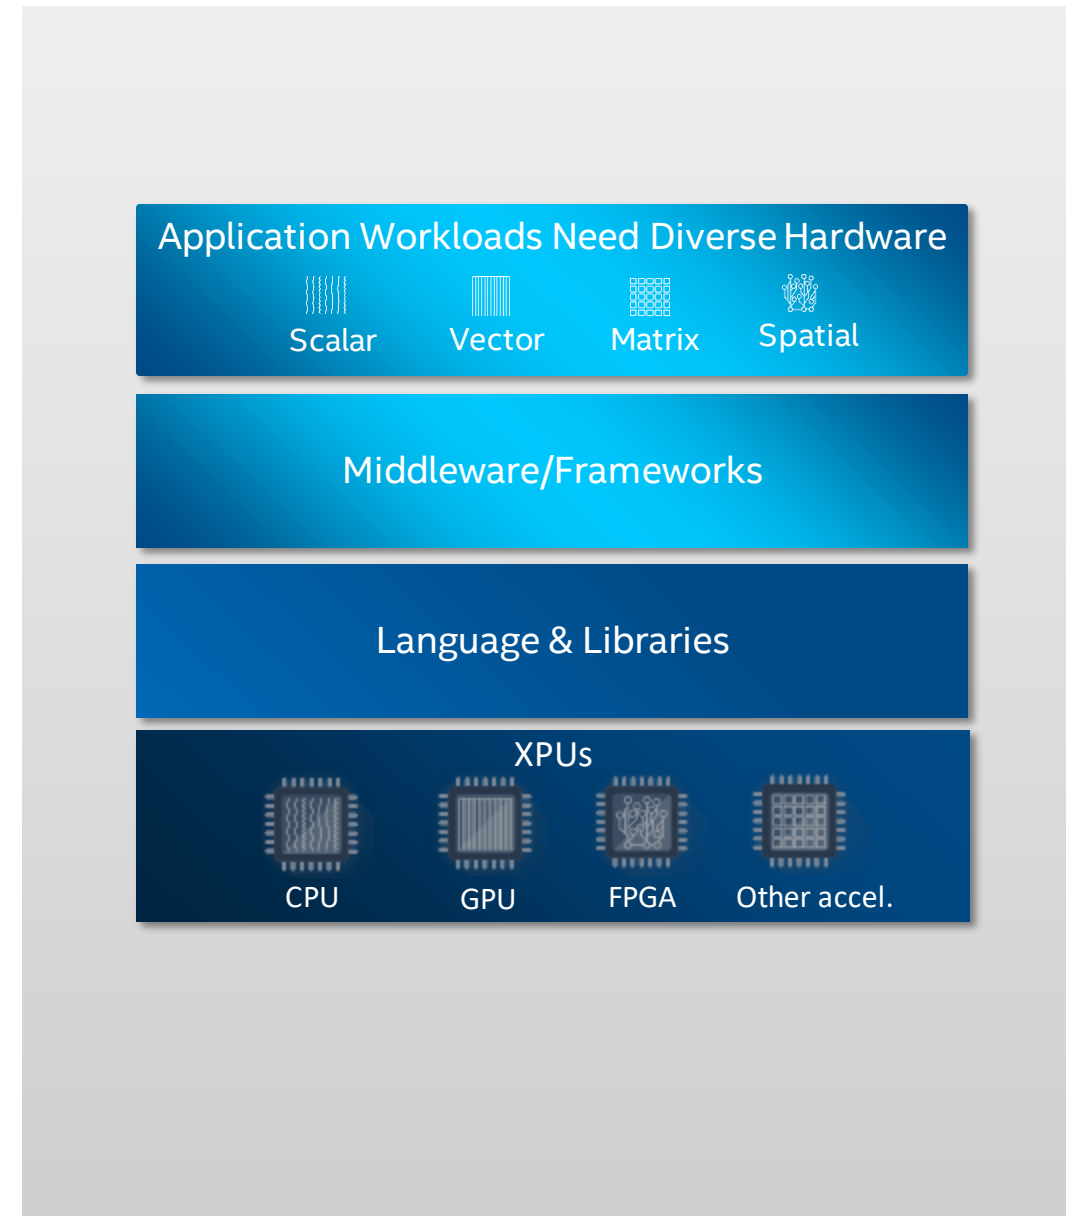 Application Workloads Need Diverse Hardware
Scalar Vector Matrix Spatial
Middleware/Frameworks
Language & Libraries
XPUs
CPU GPU FPGA Other accel.